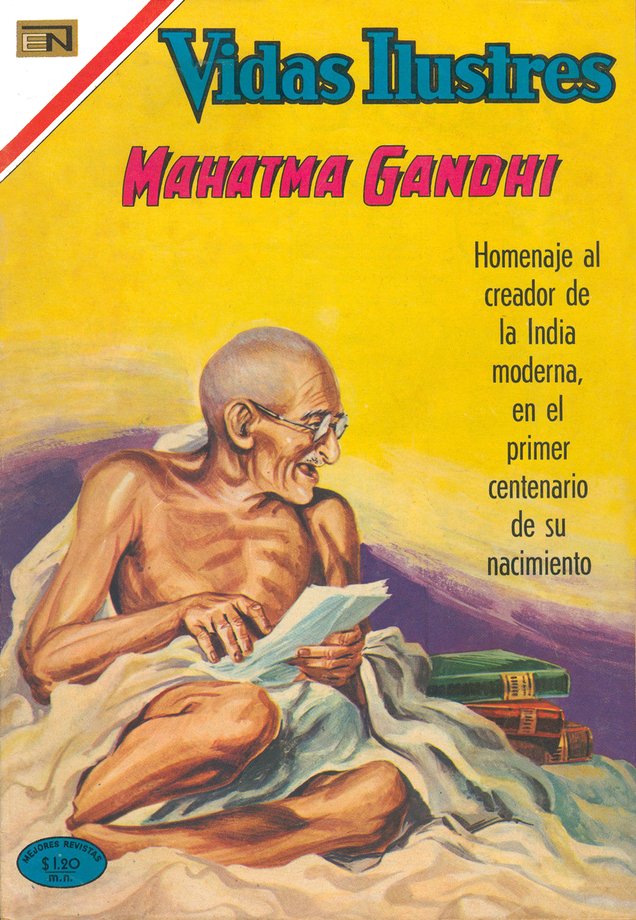 EN
Vidas Ilustres
MAHATMA GANDHI
Homenaje al
creador de
la India
moderna,
en el
primer
centenario
de su
nacimiento
MEJORES REVISTAS
$1.20
m.n.